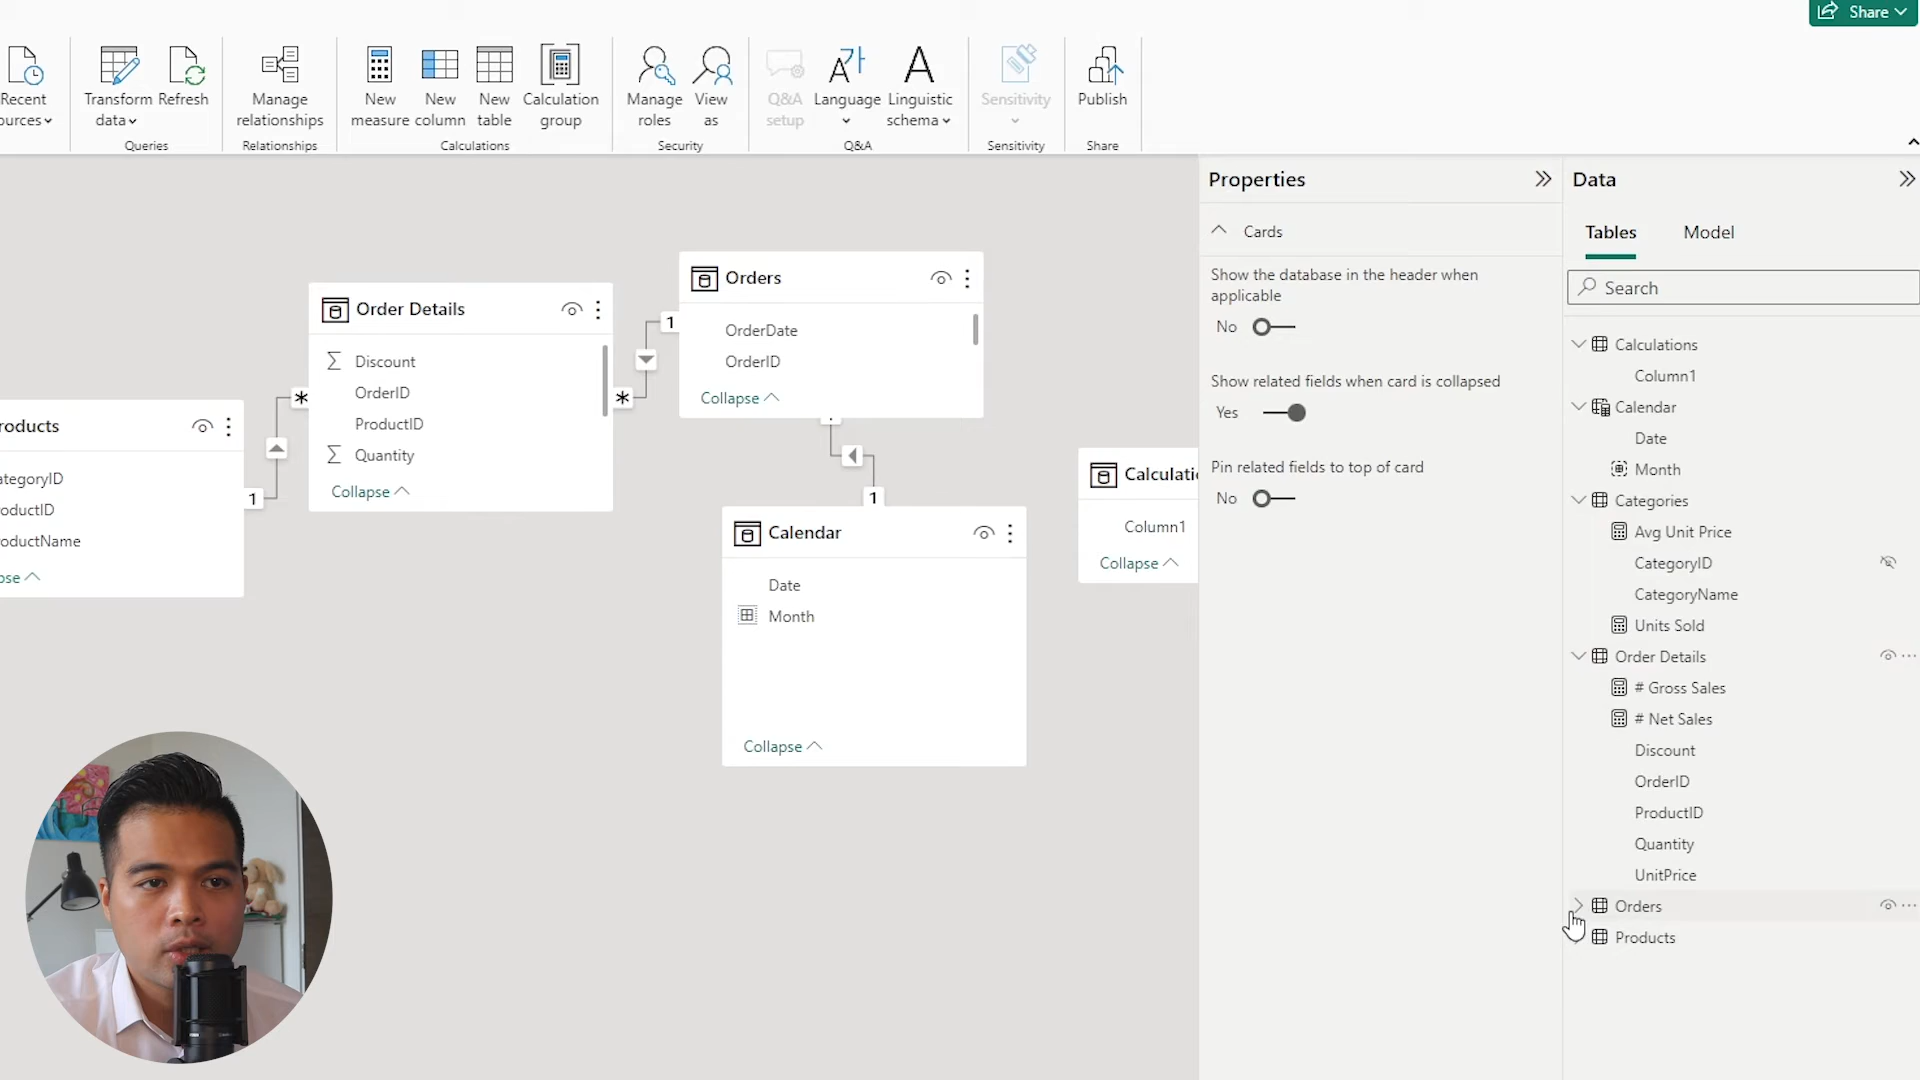 Share
Recent
ources
Transform
data
Refresh
Queries
Manage
relationships
Relationships
New
measure
New
column
New
table
Calculation
group
Calculations
Manage
roles
View
as
Security
Q&A
setup
Language
Linguistic
schema
Q&A
Sensitivity
Sensitivity
Publish
Share
roducts
ategoryID
oductID
oductName
pse
1
*
Order Details
Discount
OrderID
ProductID
Quantity
Collapse
*
1
Orders
OrderDate
OrderID
Collapse
1
Calendar
Date
Month
Collapse
Calculatio
Column1
Collapse
Properties
Cards
Show the database in the header when
applicable
No
Show related fields when card is collapsed
Yes
Pin related fields to top of card
No
Data
Tables
Model
Search
Calculations
Column1
Calendar
Date
Month
Categories
Avg Unit Price
CategoryID
CategoryName
Units Sold
Order Details
# Gross Sales
# Net Sales
Discount
OrderID
ProductID
Quantity
UnitPrice
Orders
Products